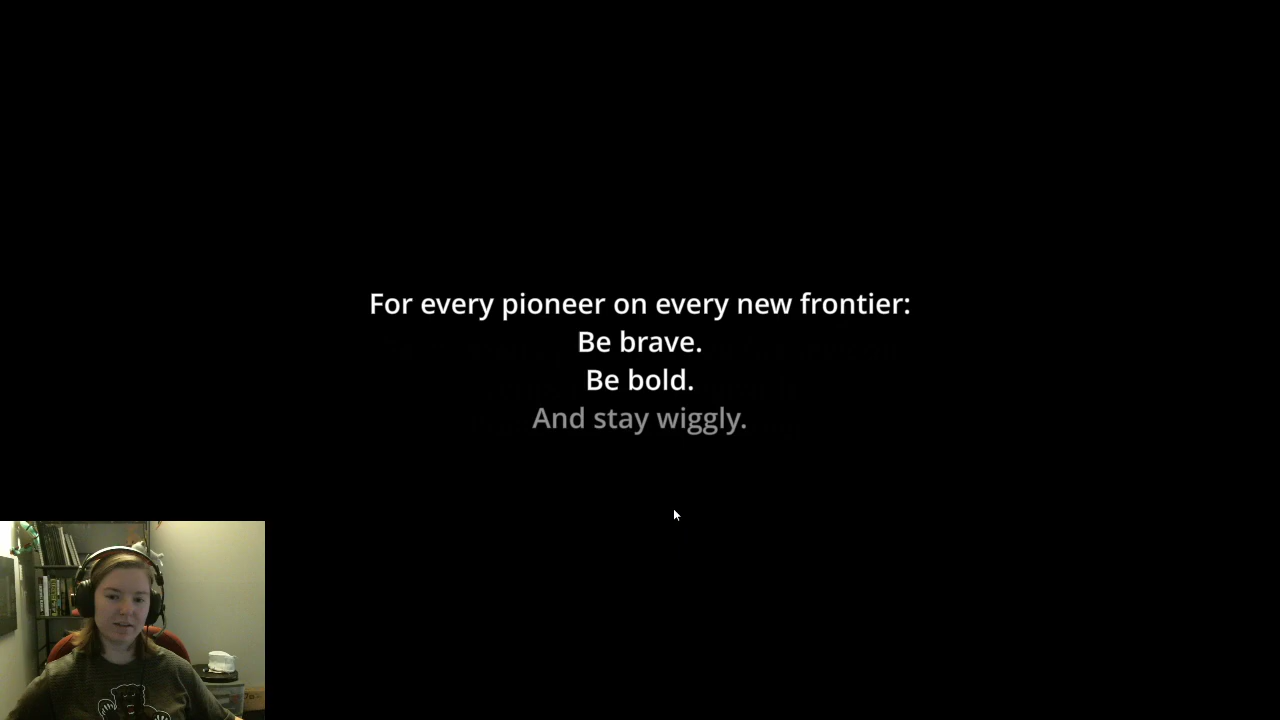 For every pioneer on every new frontier:
Be brave.
Be bold.
And stay wiggly.